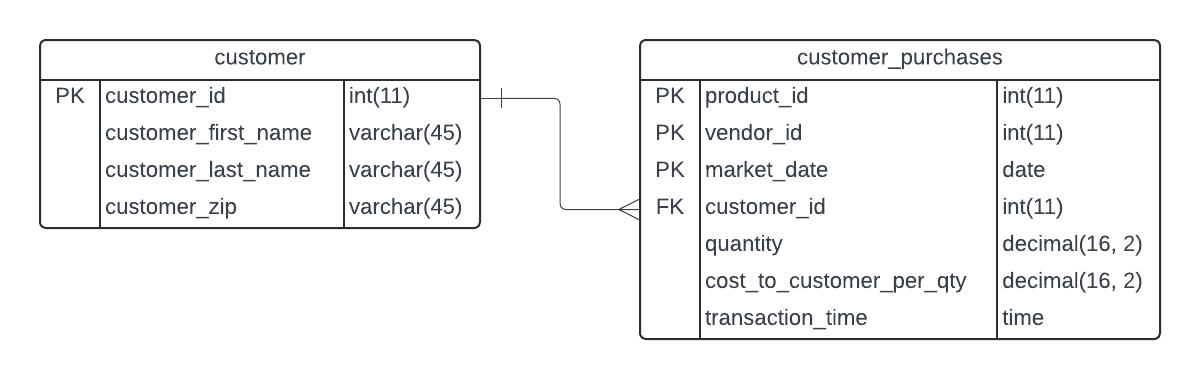 customer
PK customer_id int(11)
customer_first_name varchar(45)
customer_last_name varchar(45)
customer_zip varchar(45)
customer_purchases
PK product_id int(11)
PK vendor_id int(11)
PK market_date date
FK customer_id int(11)
quantity decimal(16, 2)
cost_to_customer_per_qty decimal(16, 2)
transaction_time time